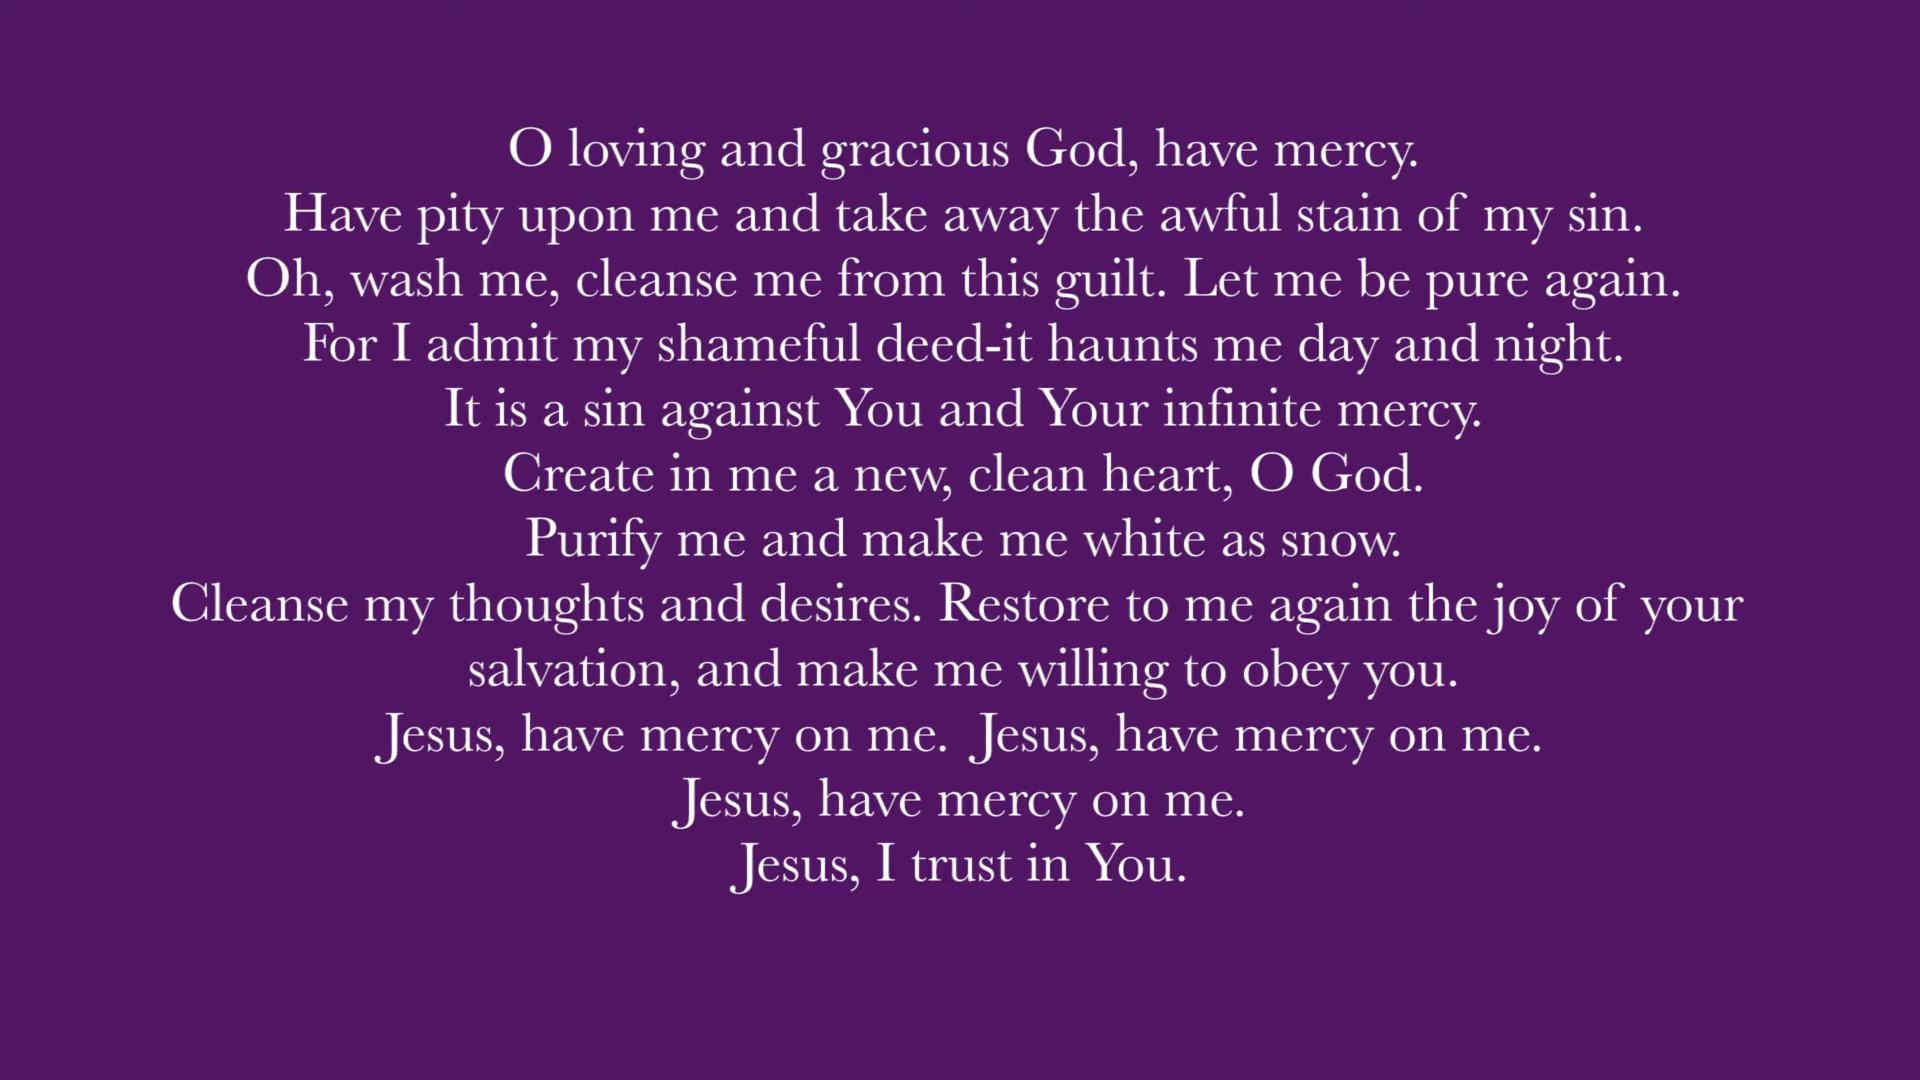 O loving and gracious God, have mercy.
Have pity upon me and take away the awful stain of my sin.
Oh, wash me, cleanse me from this guilt. Let me be pure again.
For I admit my shameful deed-it haunts me day and night.
It is a sin against You and Your infinite mercy.
Create in me a new, clean heart, O God.
Purify me and make me white as snow.
Cleanse my thoughts and desires. Restore to me again the joy of your
salvation, and make me willing to obey you.
Jesus, have mercy on me.  Jesus, have mercy on me.
Jesus, have mercy on me.
Jesus, I trust in You.